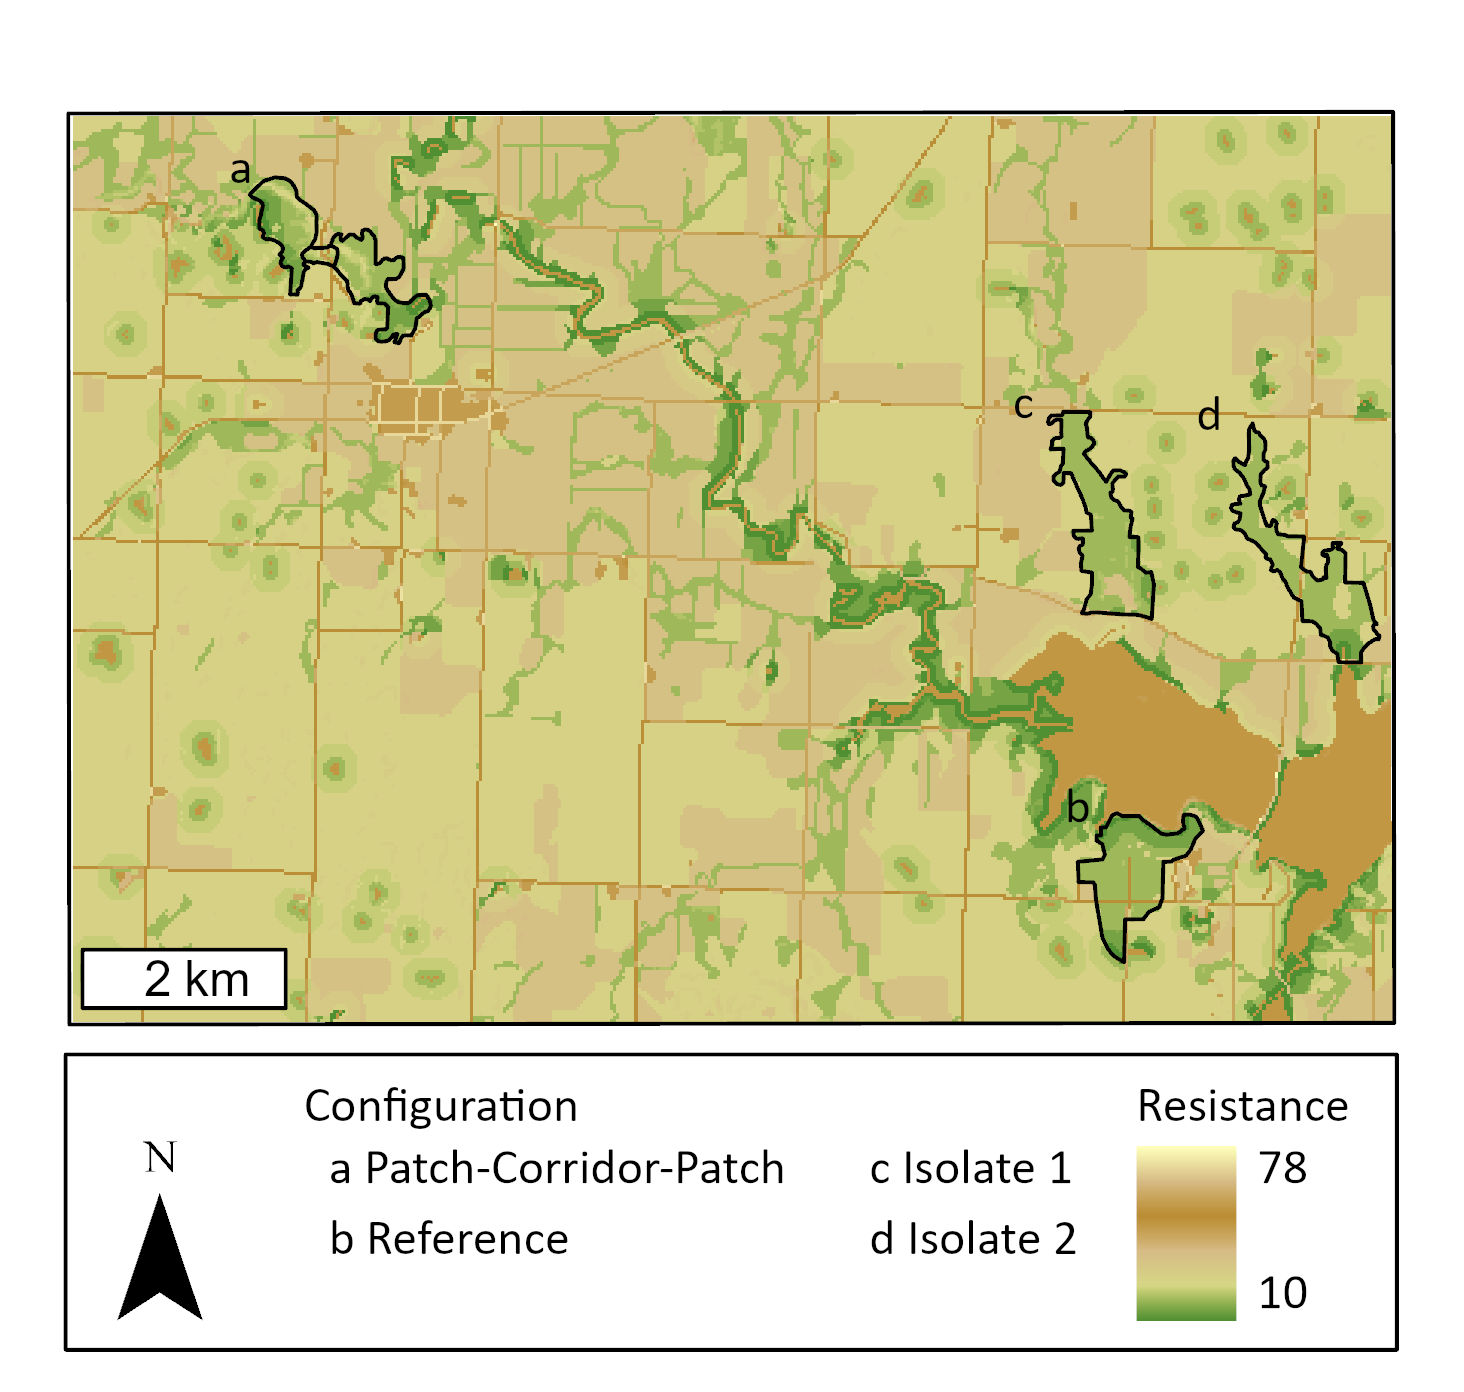 a
c
d
b
2 km
Configuration
Resistance
N
a Patch-Corridor-Patch
c Isolate 1
78
b Reference
d Isolate 2
10